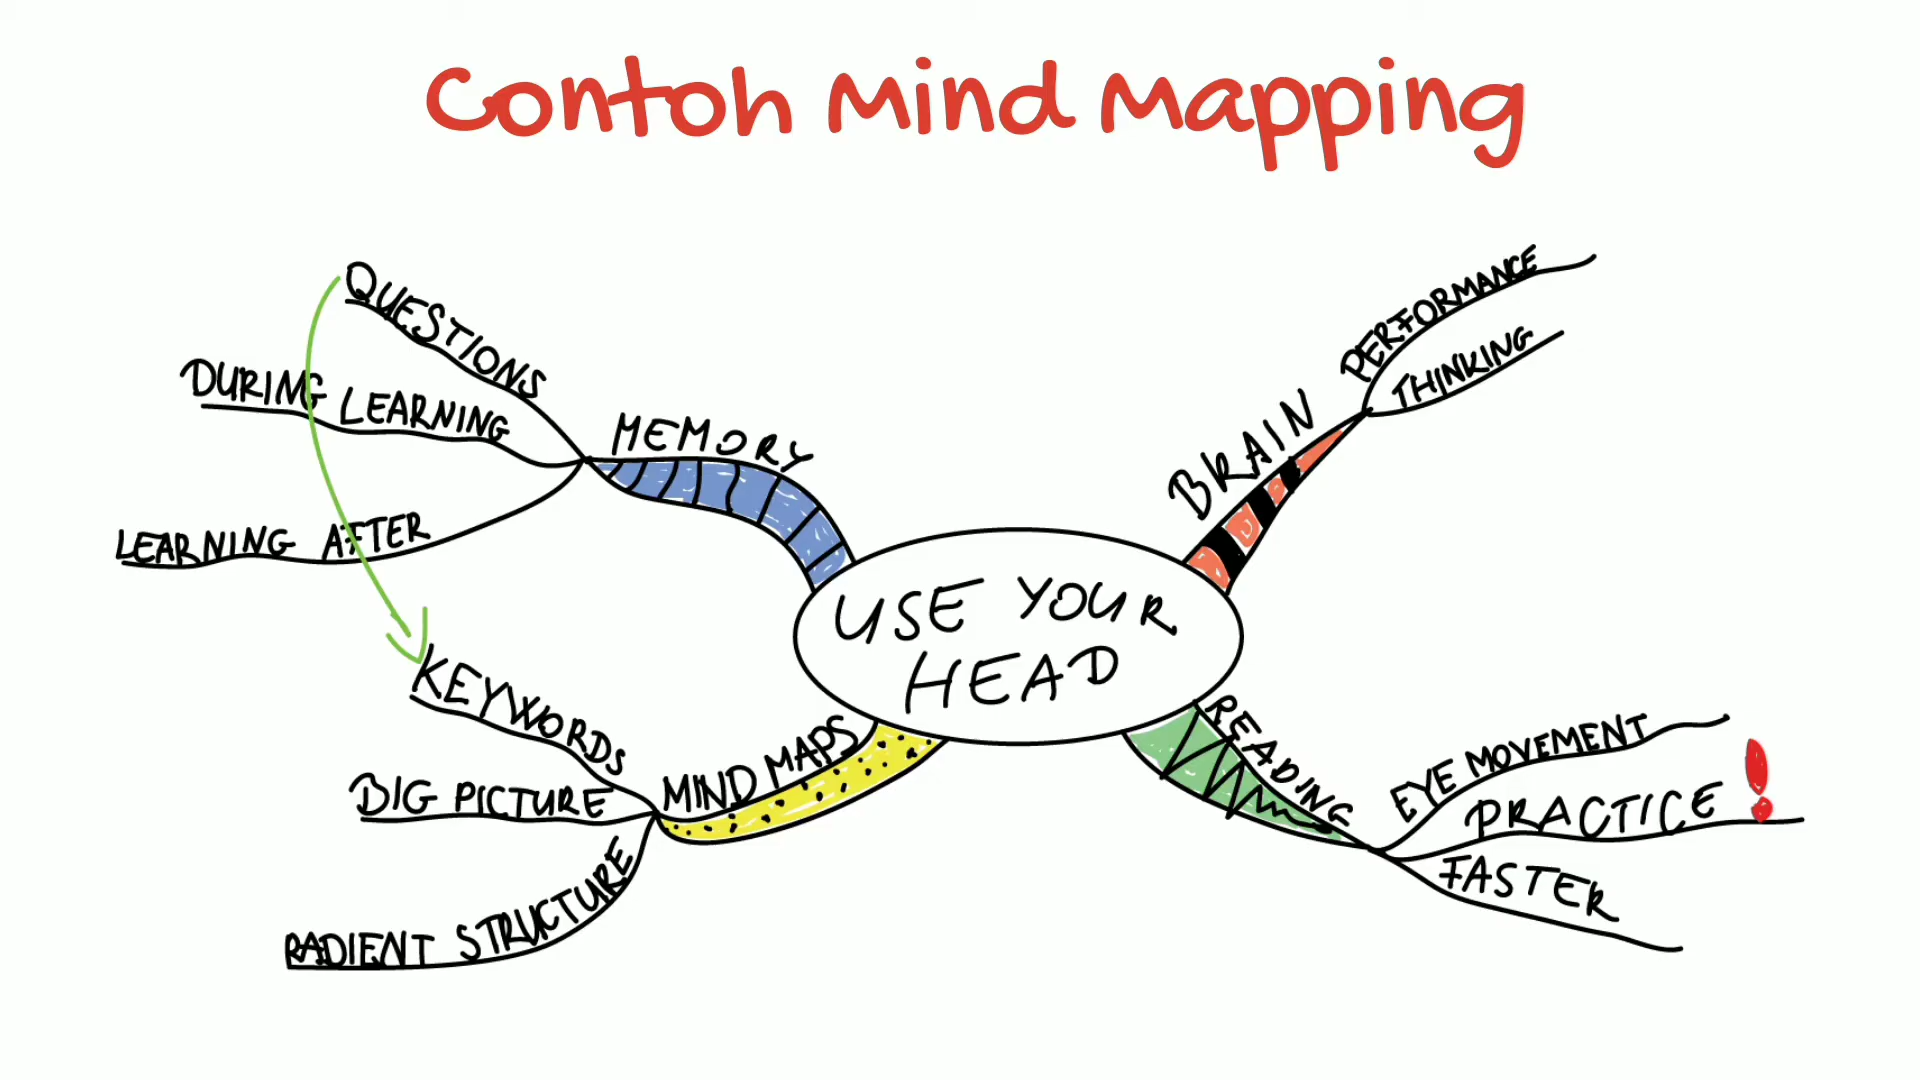 Contoh Mind Mapping
QUESTIONS
DURING LEARNING
LEARNING AFTER
MEMORY
BRAIN
PERFORMANCE
THINKING
USE YOUR
HEAD
KEYWORDS
BIG PICTURE
RADIENT STRUCTURE
MIND MAPS
READING
EYE MOVEMENT
PRACTICE !
FASTER